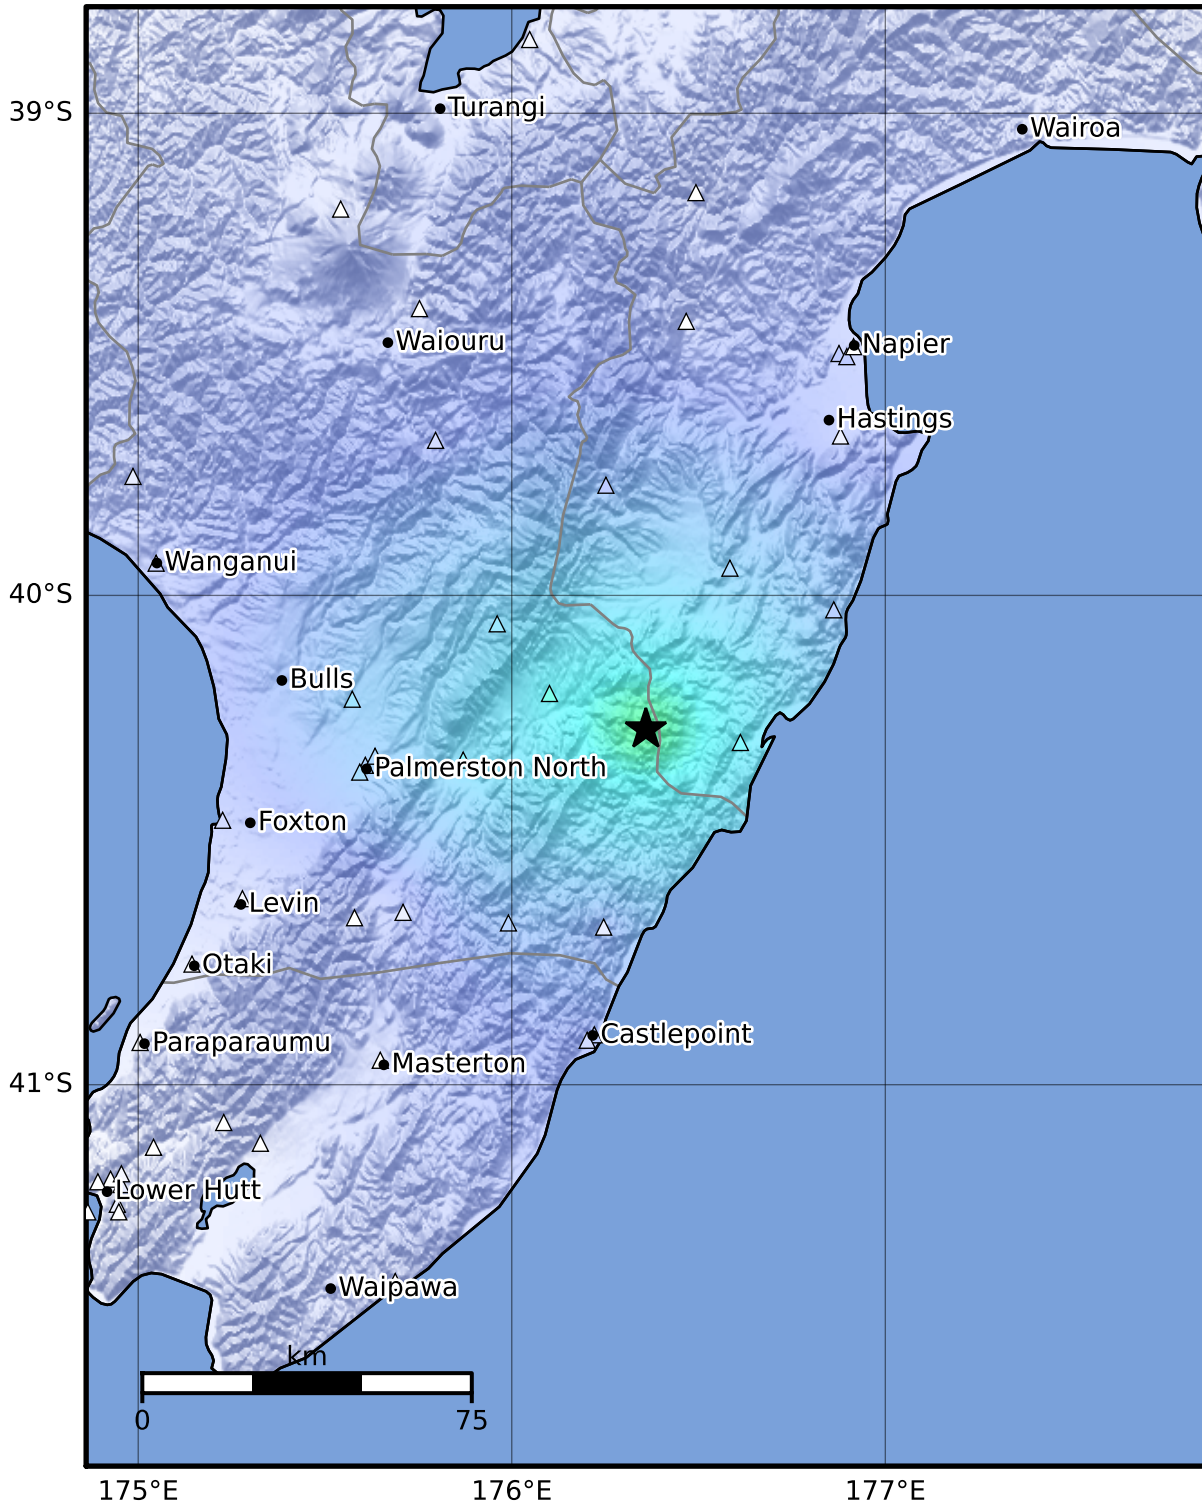 Turangi
39°S
Wairoa
Waiouru
Napier
Hastings
Wanganui
40°S
Bulls
Palmerston North
Foxton
Levin
Otaki
Castlepoint
Paraparaumu
Masterton
41°S
Lower Hutt
Waipawa
km
0
75
175°E
176°E
177°E